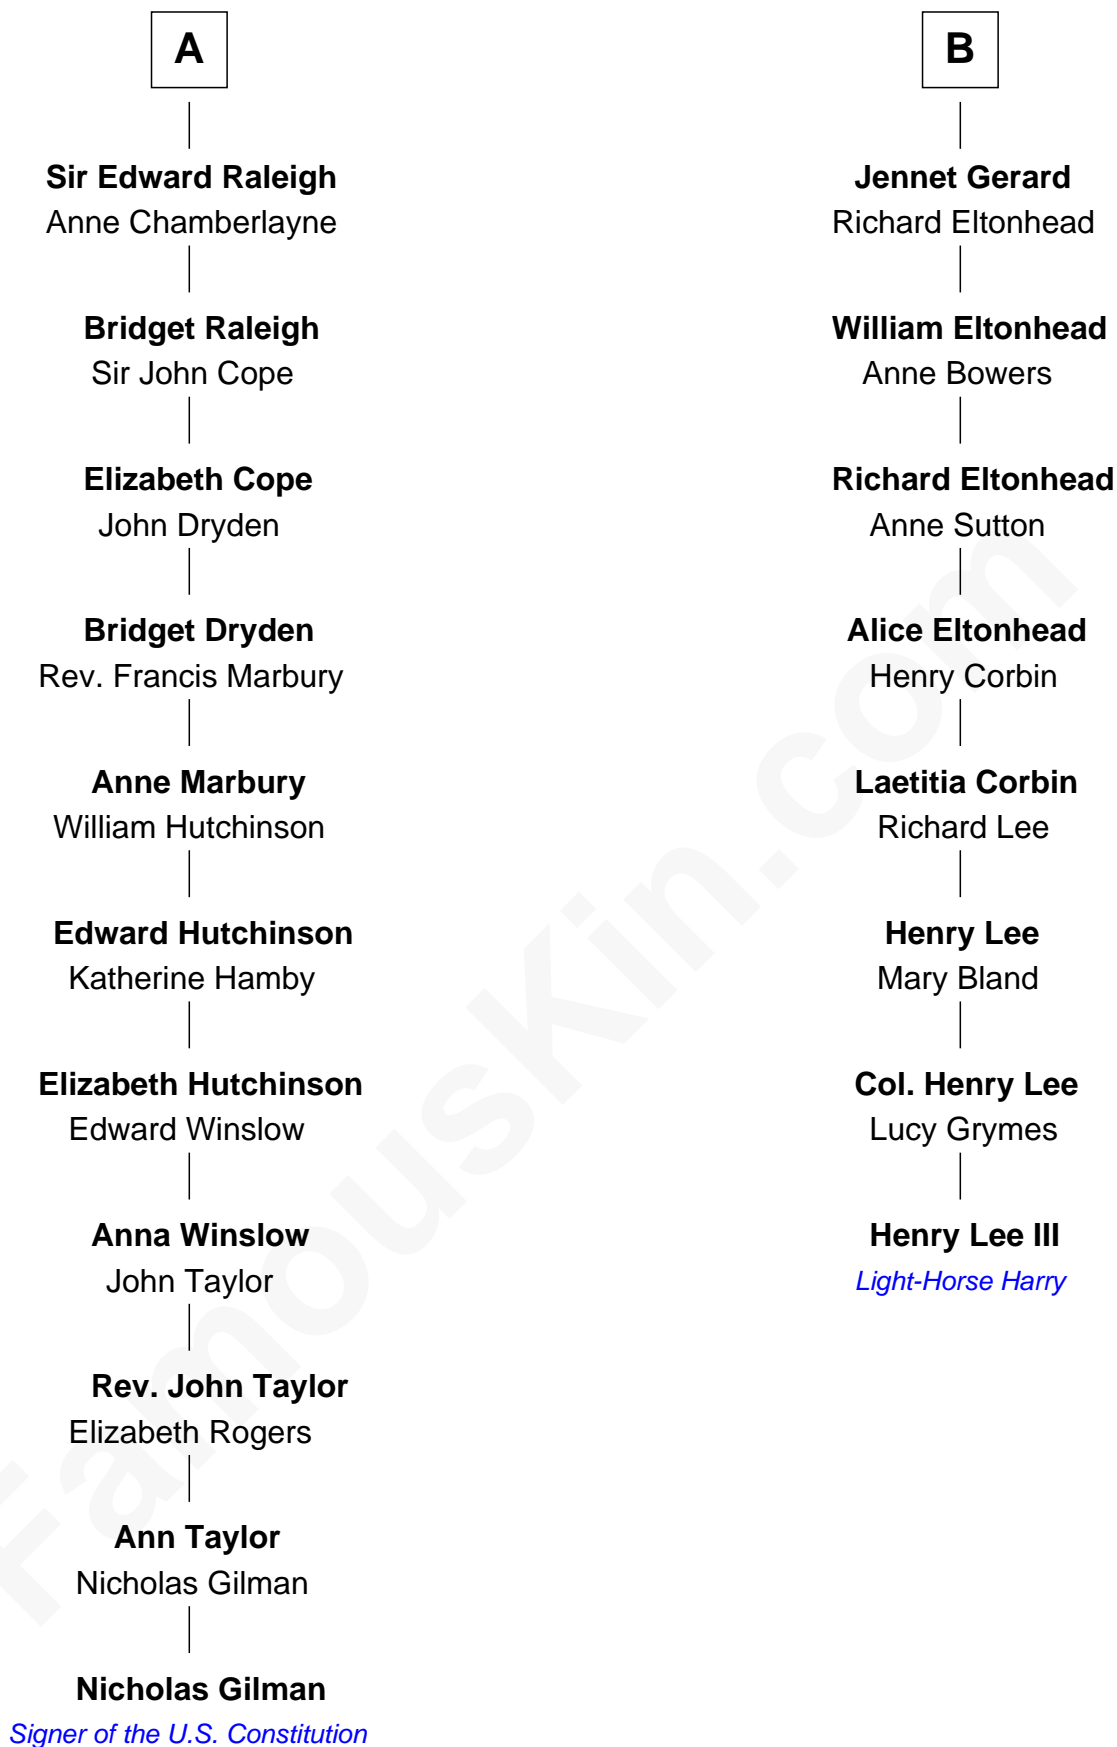 A
Sir Edward Raleigh
Anne Chamberlayne
Bridget Raleigh
Sir John Cope
Elizabeth Cope
John Dryden
Bridget Dryden
Rev. Francis Marbury
Anne Marbury
William Hutchinson
Edward Hutchinson
Katherine Hamby
Elizabeth Hutchinson
Edward Winslow
Anna Winslow
John Taylor
Rev. John Taylor
Elizabeth Rogers
Ann Taylor
Nicholas Gilman
Nicholas Gilman
Signer of the U.S. Constitution
B
Jennet Gerard
Richard Eltonhead
William Eltonhead
Anne Bowers
Richard Eltonhead
Anne Sutton
Alice Eltonhead
Henry Corbin
Laetitia Corbin
Richard Lee
Henry Lee
Mary Bland
Col. Henry Lee
Lucy Grymes
Henry Lee III
Light-Horse Harry
FamousKin.com